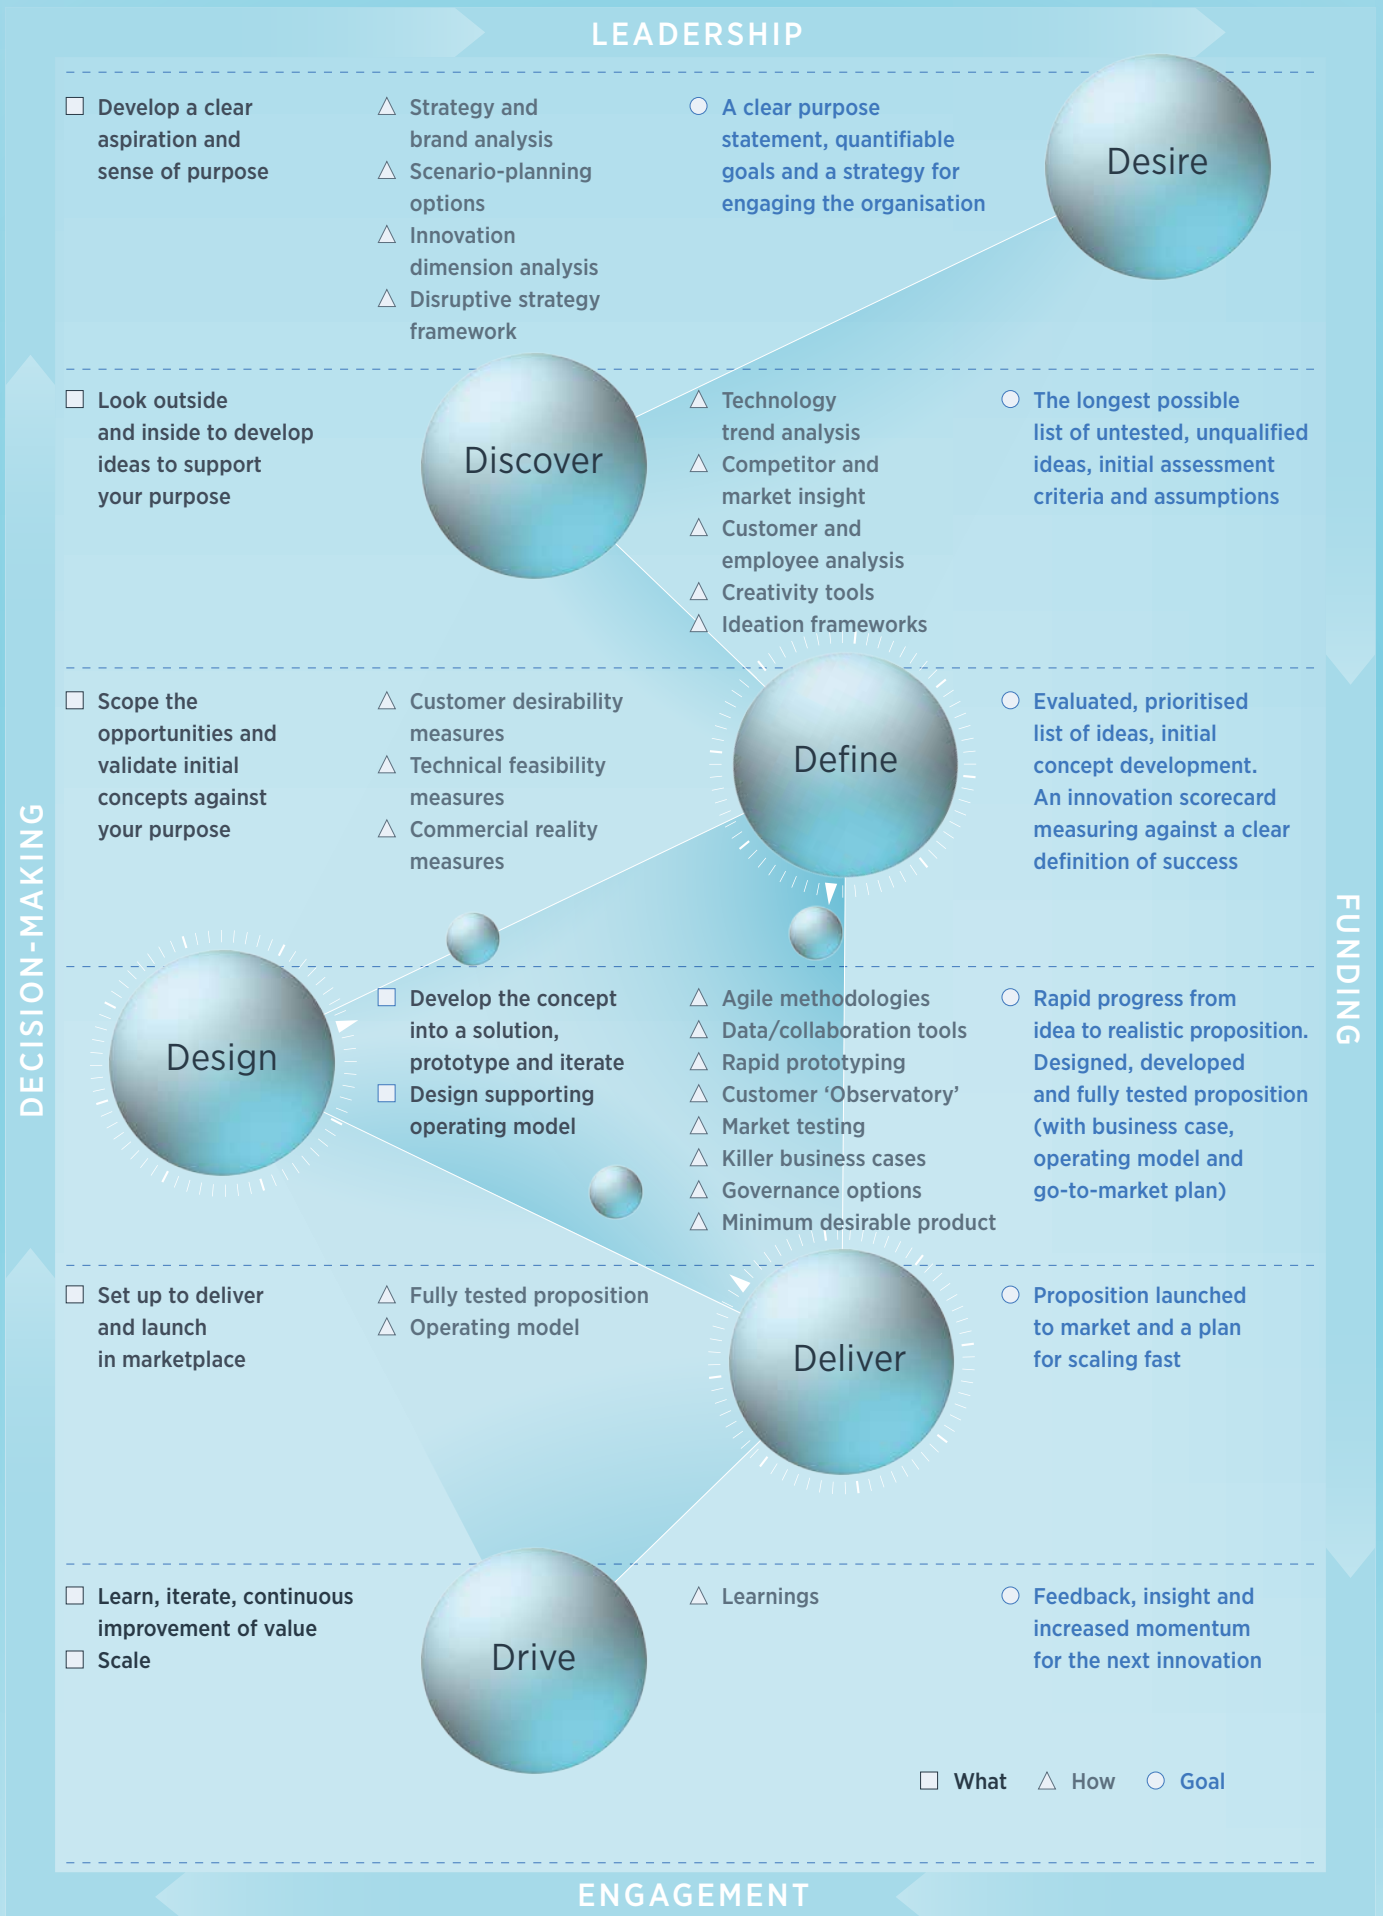 LEADERSHIP
Develop a clear
aspiration and
sense of purpose
Strategy and
brand analysis
Scenario-planning
options
Innovation
dimension analysis
Disruptive strategy
framework
A clear purpose
statement, quantifiable
goals and a strategy for
engaging the organisation
Desire
Look outside
and inside to develop
ideas to support
your purpose
Discover
Technology
trend analysis
Competitor and
market insight
Customer and
employee analysis
Creativity tools
Ideation frameworks
The longest possible
list of untested, unqualified
ideas, initial assessment
criteria and assumptions
Scope the
opportunities and
validate initial
concepts against
your purpose
Customer desirability
measures
Technical feasibility
measures
Commercial reality
measures
Define
Evaluated, prioritised
list of ideas, initial
concept development.
An innovation scorecard
measuring against a clear
definition of success
DECISION-MAKING
FUNDING
Design
Develop the concept
into a solution,
prototype and iterate
Design supporting
operating model
Agile methodologies
Data/collaboration tools
Rapid prototyping
Customer ‘Observatory’
Market testing
Killer business cases
Governance options
Minimum desirable product
Rapid progress from
idea to realistic proposition.
Designed, developed
and fully tested proposition
(with business case,
operating model and
go-to-market plan)
Set up to deliver
and launch
in marketplace
Fully tested proposition
Operating model
Deliver
Proposition launched
to market and a plan
for scaling fast
Learn, iterate, continuous
improvement of value
Scale
Drive
Learnings
Feedback, insight and
increased momentum
for the next innovation
What How Goal
ENGAGEMENT